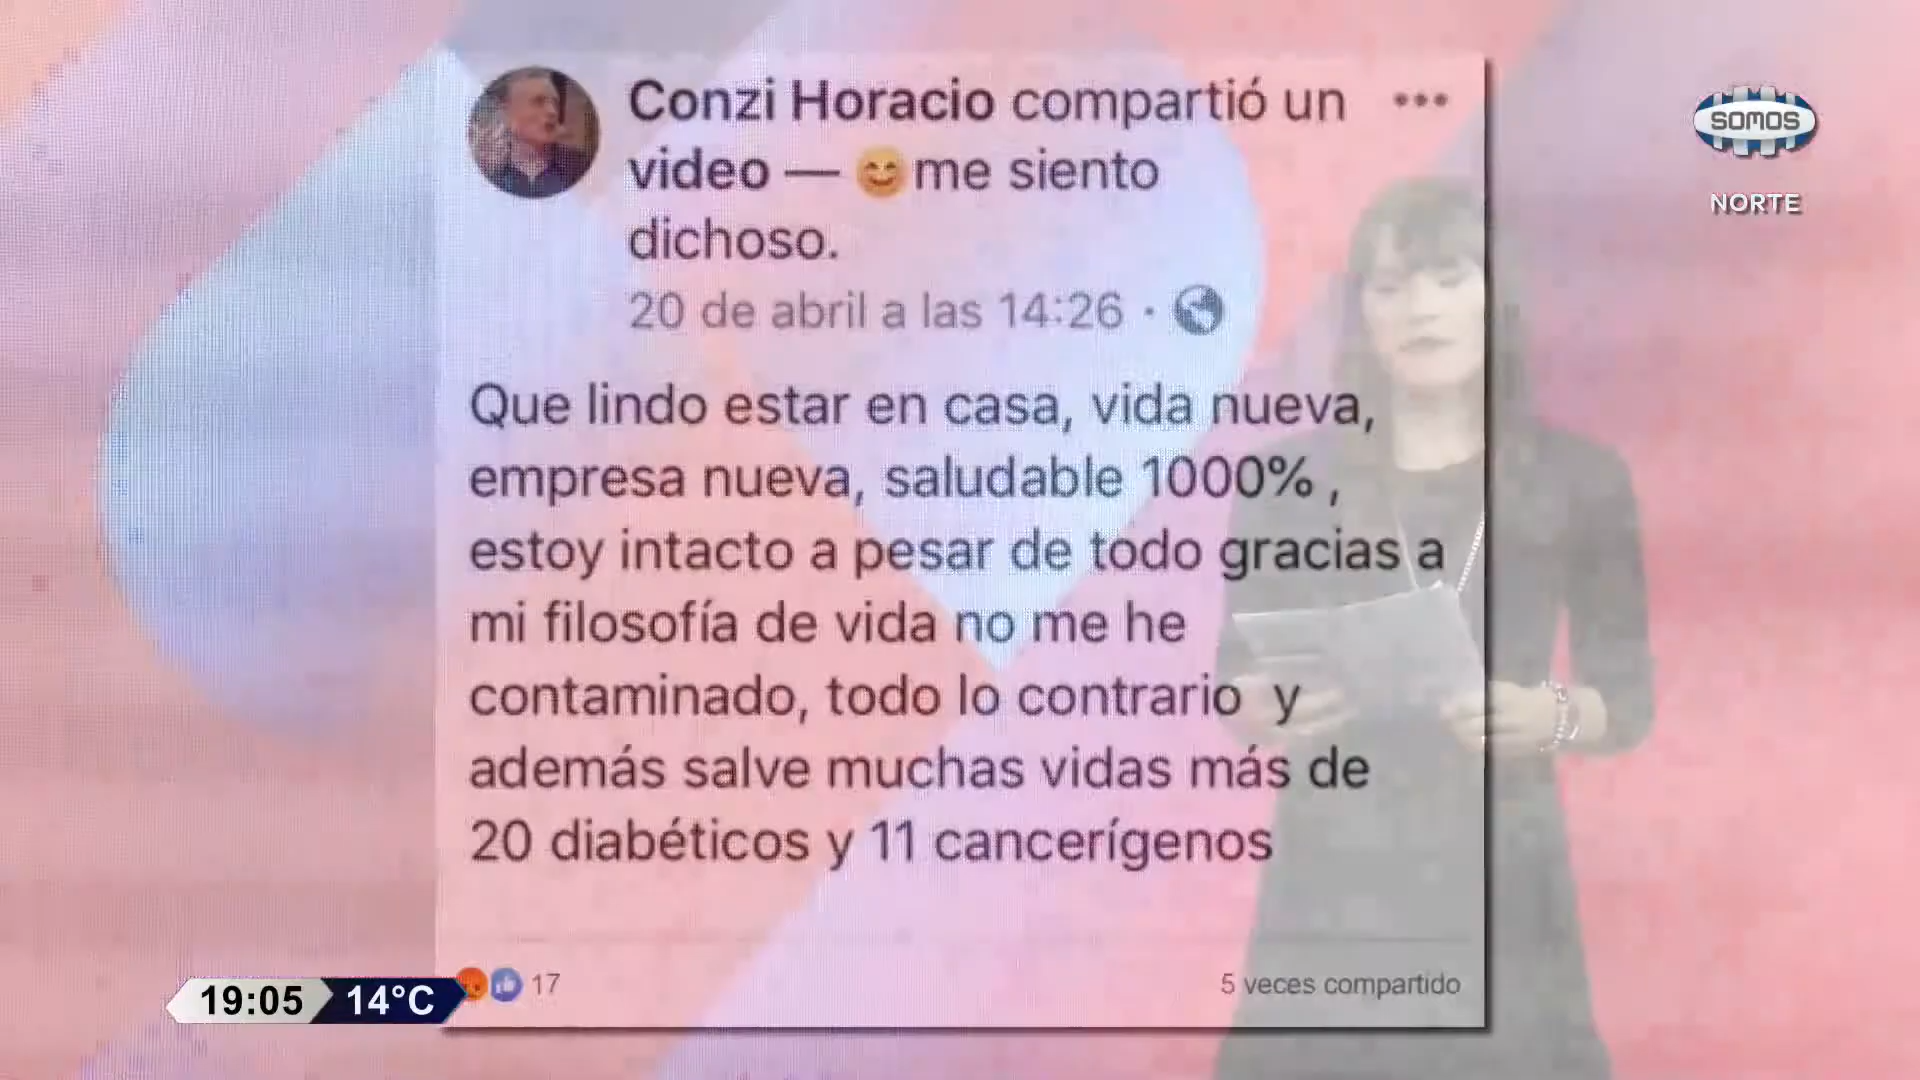 Conzi Horacio compartió un
video — 😊 me siento
dichoso.
20 de abril a las 14:26 ·
Que lindo estar en casa, vida nueva,
empresa nueva, saludable 1000% ,
estoy intacto a pesar de todo gracias a
mi filosofía de vida no me he
contaminado, todo lo contrario y
además salve muchas vidas más de
20 diabéticos y 11 cancerígenos
17
5 veces compartido
SOMOS
NORTE
19:05
14°C